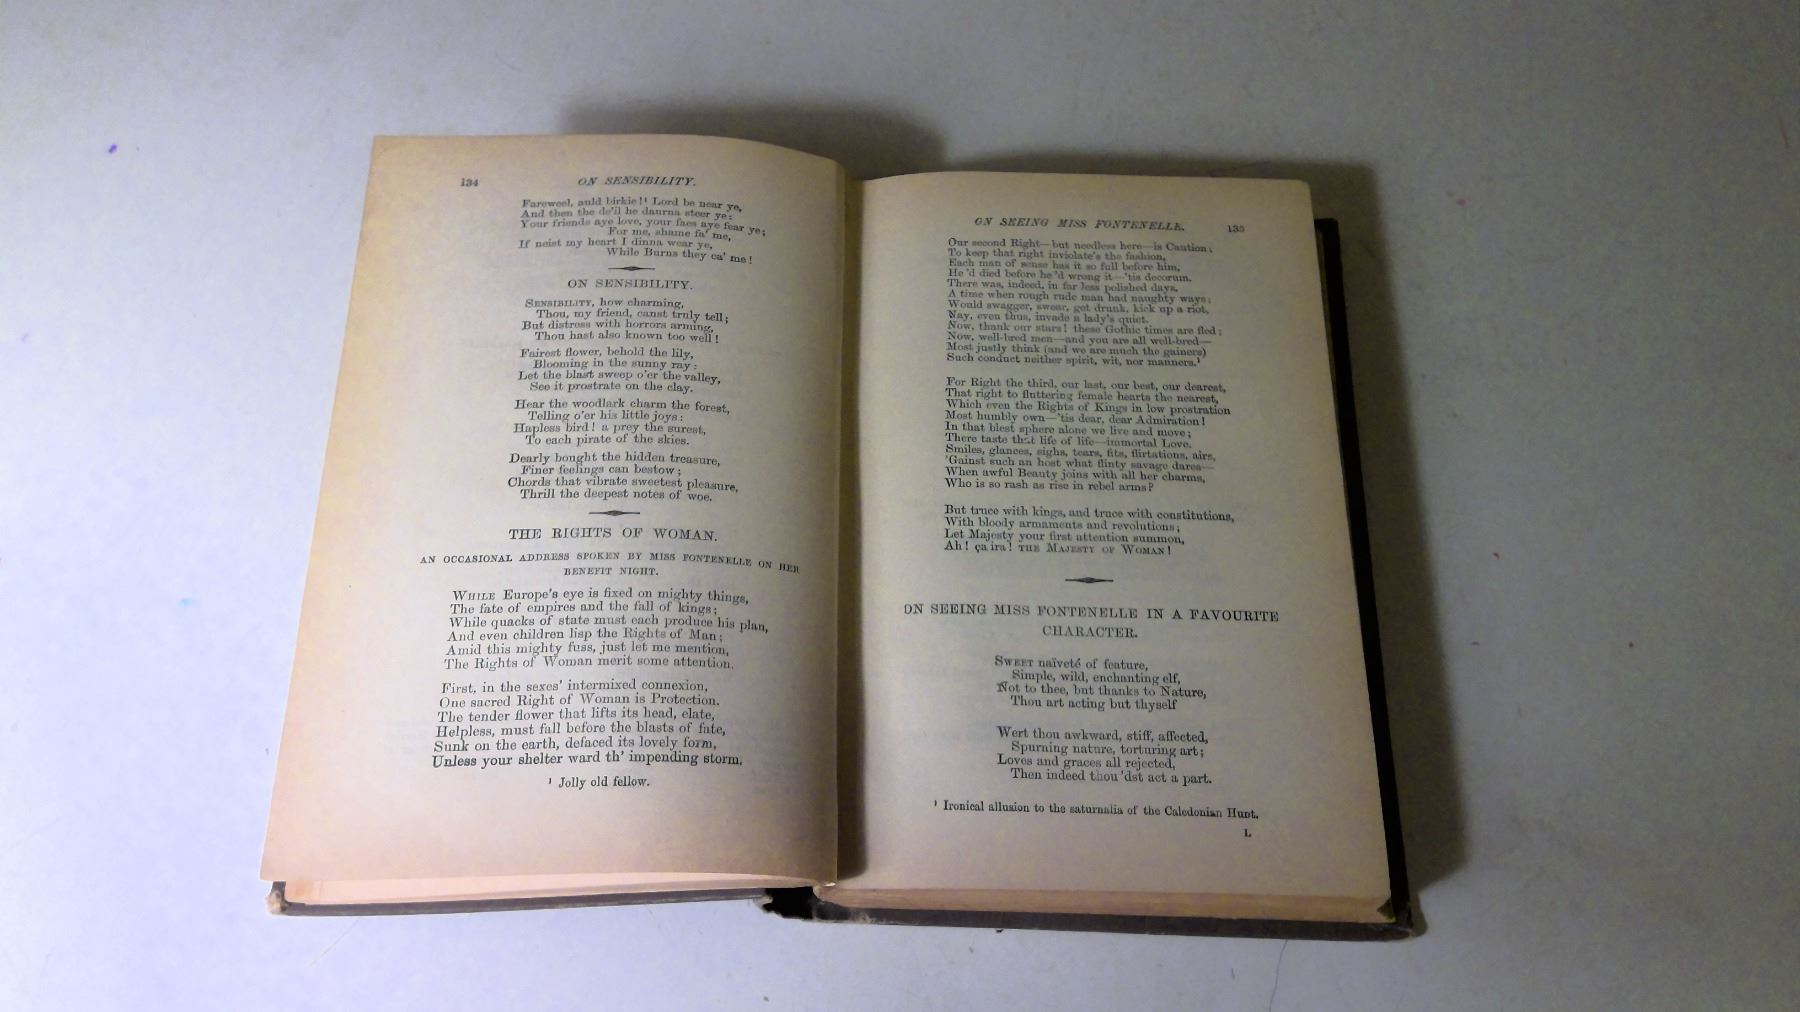 134
ON SENSIBILITY.
Fareweel, auld birkie!¹ Lord be near ye,
And then the de'il he daurna steer ye:
Your friends aye love, your faes aye fear ye;
For me, shame fa' me,
If neist my heart I dinna wear ye,
While Burns they ca' me!
ON SENSIBILITY.
SENSIBILITY, how charming,
Thou, my friend, canst truly tell;
But distress with horrors arming,
Thou hast also known too well!
Fairest flower, behold the lily,
Blooming in the sunny ray:
Let the blast sweep o'er the valley,
See it prostrate on the clay.
Hear the woodlark charm the forest,
Telling o'er his little joys:
Hapless bird! a prey the surest,
To each pirate of the skies.
Dearly bought the hidden treasure,
Finer feelings can bestow;
Chords that vibrate sweetest pleasure,
Thrill the deepest notes of woe.
THE RIGHTS OF WOMAN.
AN OCCASIONAL ADDRESS SPOKEN BY MISS FONTENELLE ON HER
BENEFIT NIGHT.
WHILE Europe's eye is fixed on mighty things,
The fate of empires and the fall of kings;
While quacks of state must each produce his plan,
And even children lisp the Rights of Man;
Amid this mighty fuss, just let me mention,
The Rights of Woman merit some attention.
First, in the sexes' intermixed connexion,
One sacred Right of Woman is Protection.
The tender flower that lifts its head, elate,
Helpless, must fall before the blasts of fate,
Sunk on the earth, defaced its lovely form,
Unless your shelter ward th' impending storm.
¹ Jolly old fellow.
ON SEEING MISS FONTENELLE.
135
Our second Right—but needless here—is Caution;
To keep that right inviolate's the fashion,
Each man of sense has it so full before him,
He'd died before he'd wrong it—'tis decorum.
There was, indeed, in far less polished days,
A time when rough rude man had naughty ways;
Would swagger, swear, get drunk, kick up a riot,
Nay, even thus, invade a lady's quiet.
Now, thank our stars! these Gothic times are fled;
Now, well-bred men—and you are all well-bred—
Most justly think (and we are much the gainers)
Such conduct neither spirit, wit, nor manners.¹
For Right the third, our last, our best, our dearest,
That right to fluttering female hearts the nearest,
Which even the Rights of Kings in low prostration
Most humbly own—'tis dear, dear Admiration!
In that blest sphere alone we live and move;
There taste that life of life—immortal Love.
Smiles, glances, sighs, tears, fits, flirtations, airs,
'Gainst such an host what flinty savage dares—
When awful Beauty joins with all her charms,
Who is so rash as rise in rebel arms?
But truce with kings, and truce with constitutions,
With bloody armaments and revolutions;
Let Majesty your first attention summon,
Ah! ça ira! THE MAJESTY OF WOMAN!
ON SEEING MISS FONTENELLE IN A FAVOURITE
CHARACTER.
SWEET naïveté of feature,
Simple, wild, enchanting elf,
Not to thee, but thanks to Nature,
Thou art acting but thyself
Wert thou awkward, stiff, affected,
Spurning nature, torturing art;
Loves and graces all rejected,
Then indeed thou 'dst act a part.
¹ Ironical allusion to the saturnalia of the Caledonian Hunt.
L